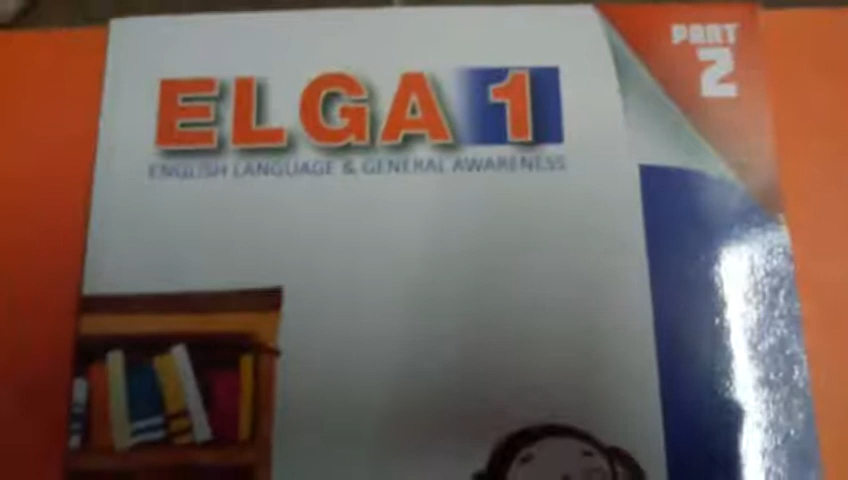 PART
2
ELGA 1
ENGLISH LANGUAGE & GENERAL AWARENESS